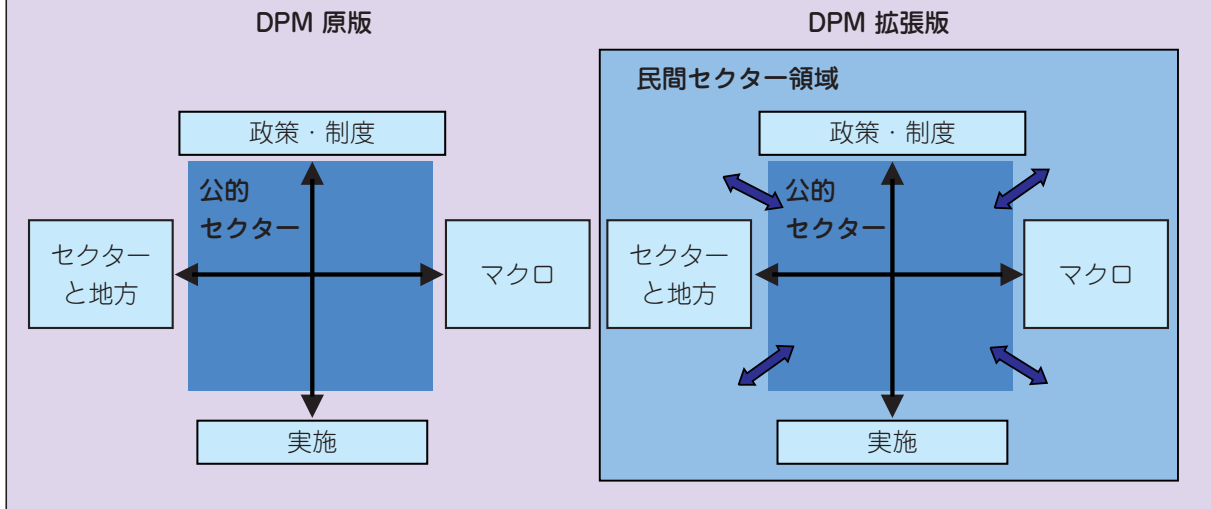 DPM 原版
政策・制度
公的
セクター
セクター
と地方
マクロ
実施
DPM 拡張版
民間セクター領域
政策・制度
公的
セクター
セクター
と地方
マクロ
実施